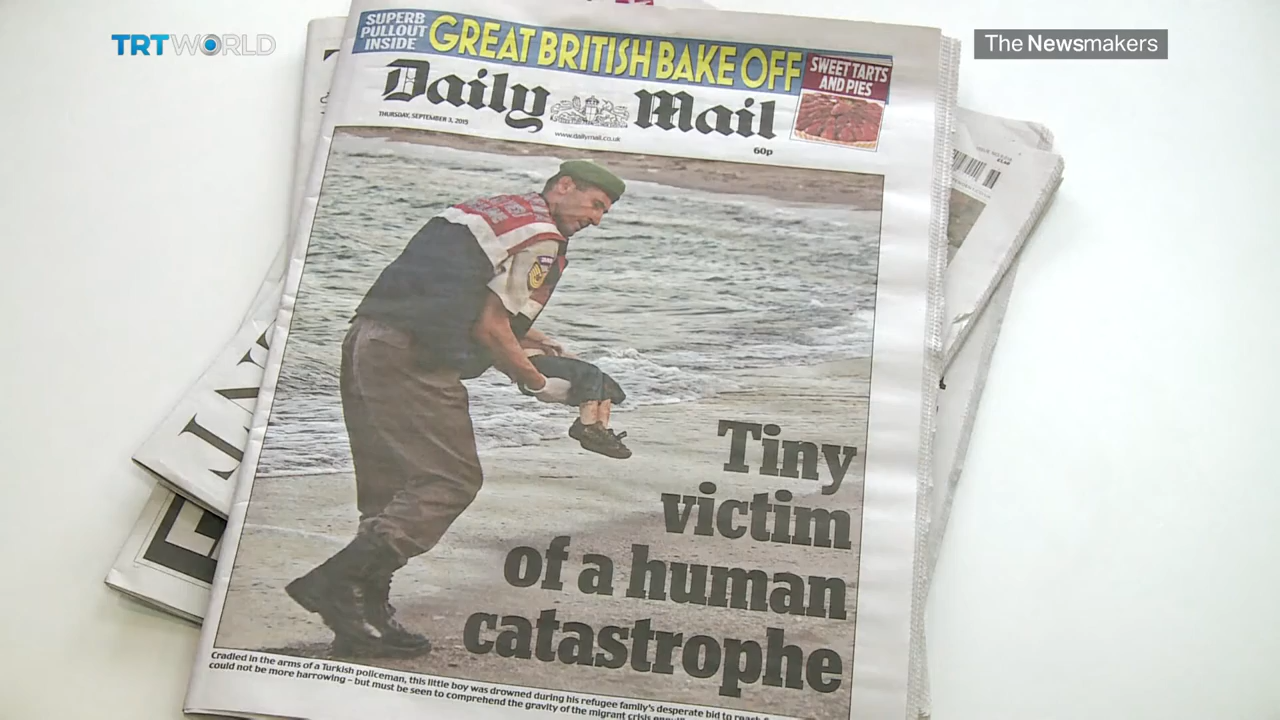 TRT WORLD
The Newsmakers
SUPERB
PULLOUT
INSIDE
GREAT BRITISH BAKE OFF
SWEET TARTS
AND PIES
Daily Mail
THURSDAY, SEPTEMBER 3, 2015
www.dailymail.co.uk
60p
Tiny
victim
of a human
catastrophe
Cradled in the arms of a Turkish policeman, this little boy was drowned during his refugee family's desperate bid to reach
could not be more harrowing – but must be seen to comprehend the gravity of the migrant crisis